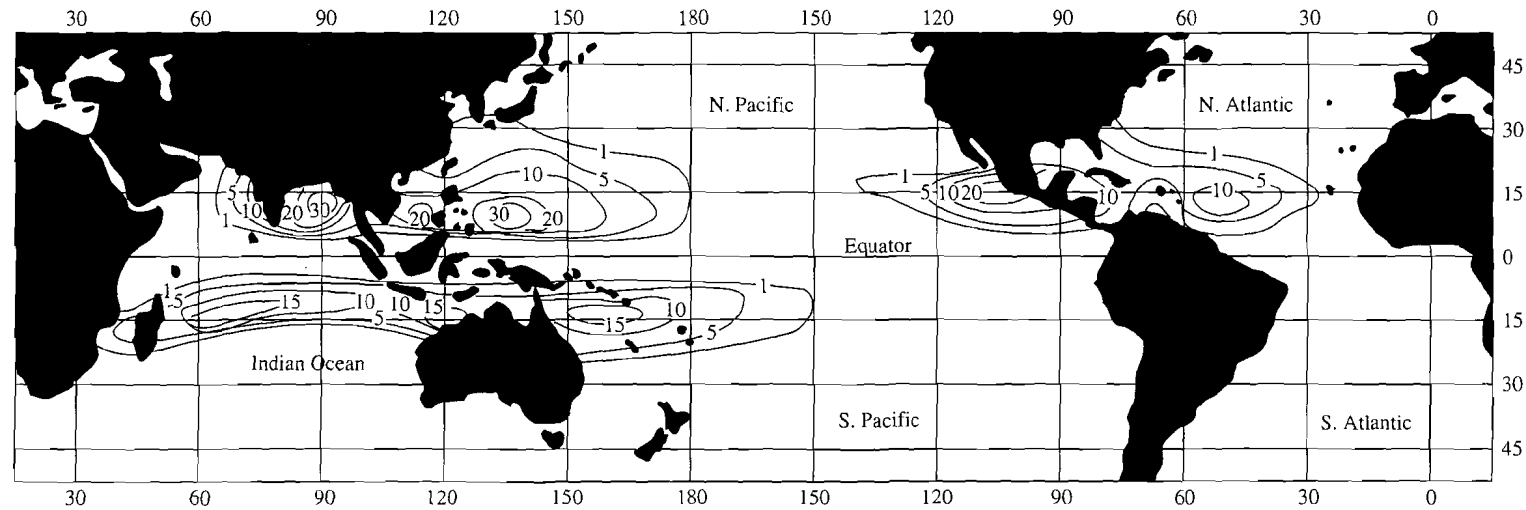 30 60 90 120 150 180 150 120 90 60 30 0
45
N. Pacific N. Atlantic
30
1 1
10 5 5
1
5 5 10 20 10 10 15
10 20 30 20 30 20
1
Equator
0
1 1
5 15 10 10 15 10
5 15 5 15
Indian Ocean
30
S. Pacific S. Atlantic
45
30 60 90 120 150 180 150 120 90 60 30 0